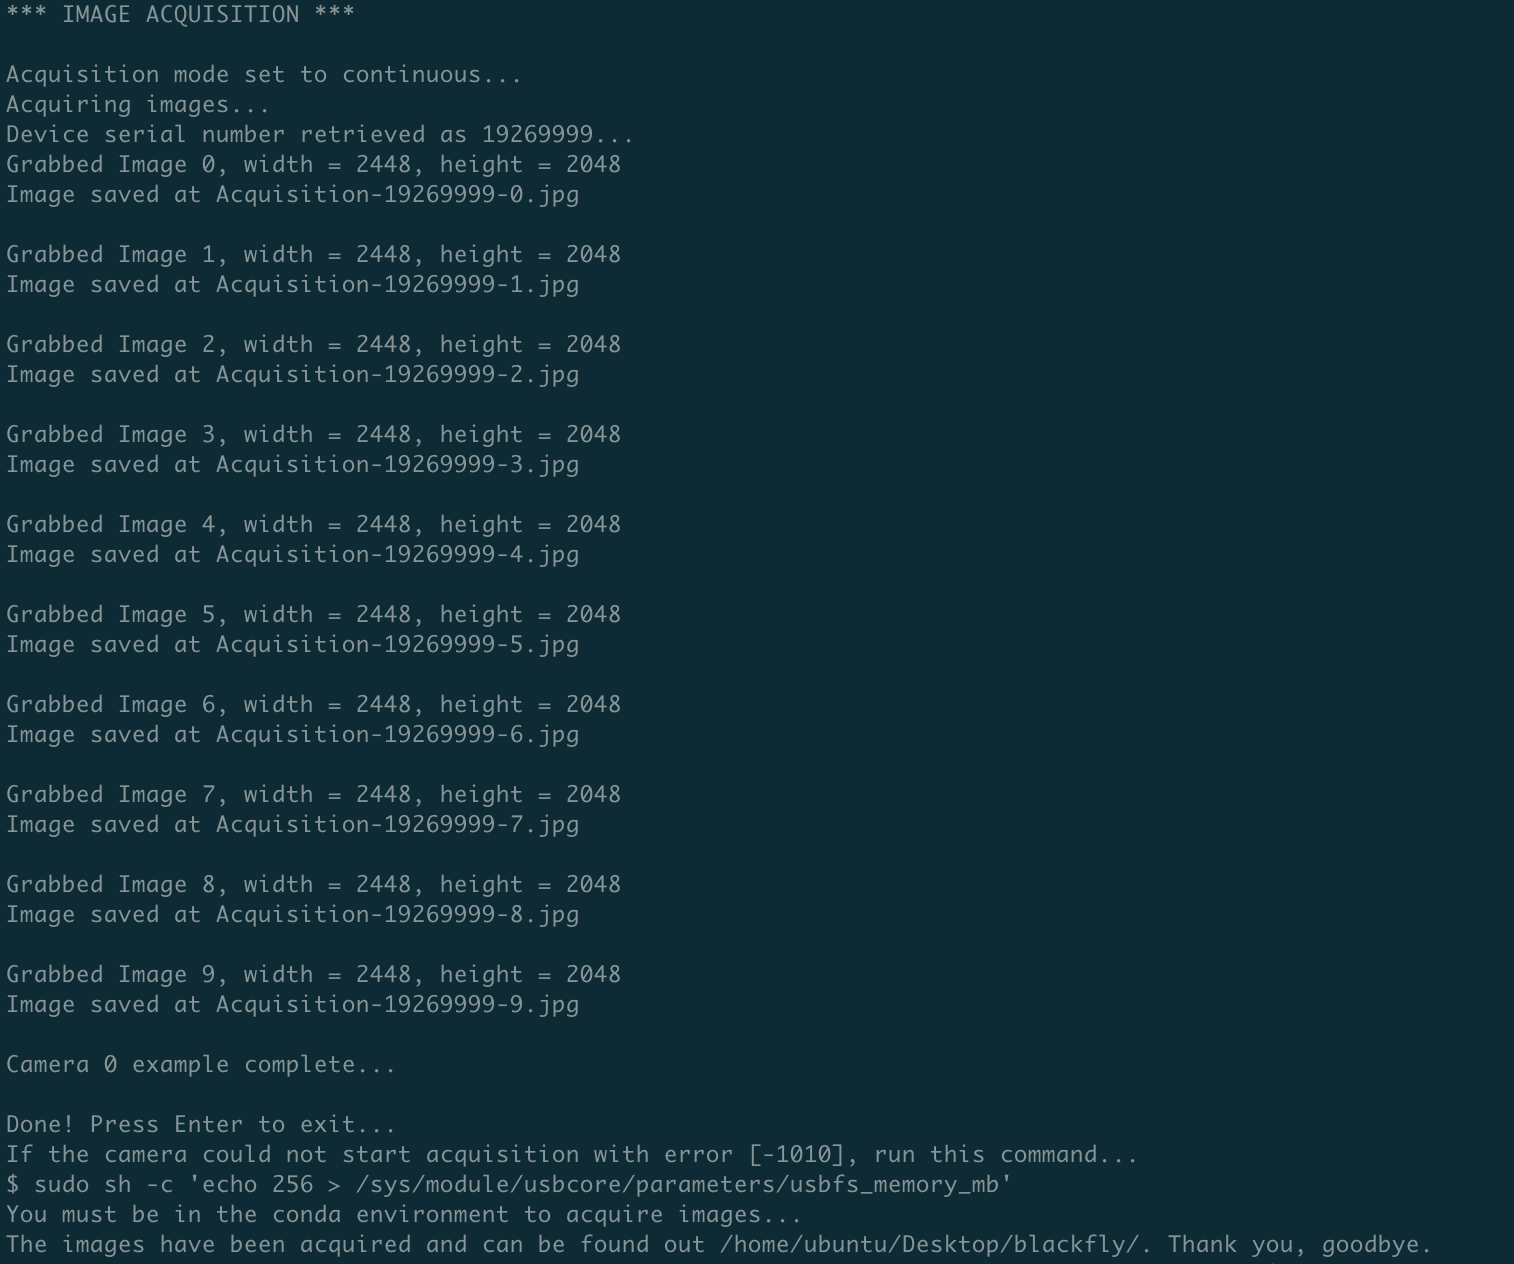 *** IMAGE ACQUISITION ***
Acquisition mode set to continuous...
Acquiring images...
Device serial number retrieved as 19269999...
Grabbed Image 0, width = 2448, height = 2048
Image saved at Acquisition-19269999-0.jpg
Grabbed Image 1, width = 2448, height = 2048
Image saved at Acquisition-19269999-1.jpg
Grabbed Image 2, width = 2448, height = 2048
Image saved at Acquisition-19269999-2.jpg
Grabbed Image 3, width = 2448, height = 2048
Image saved at Acquisition-19269999-3.jpg
Grabbed Image 4, width = 2448, height = 2048
Image saved at Acquisition-19269999-4.jpg
Grabbed Image 5, width = 2448, height = 2048
Image saved at Acquisition-19269999-5.jpg
Grabbed Image 6, width = 2448, height = 2048
Image saved at Acquisition-19269999-6.jpg
Grabbed Image 7, width = 2448, height = 2048
Image saved at Acquisition-19269999-7.jpg
Grabbed Image 8, width = 2448, height = 2048
Image saved at Acquisition-19269999-8.jpg
Grabbed Image 9, width = 2448, height = 2048
Image saved at Acquisition-19269999-9.jpg
Camera 0 example complete...
Done! Press Enter to exit...
If the camera could not start acquisition with error [-1010], run this command...
$ sudo sh -c 'echo 256 > /sys/module/usbcore/parameters/usbfs_memory_mb'
You must be in the conda environment to acquire images...
The images have been acquired and can be found out /home/ubuntu/Desktop/blackfly/. Thank you, goodbye.